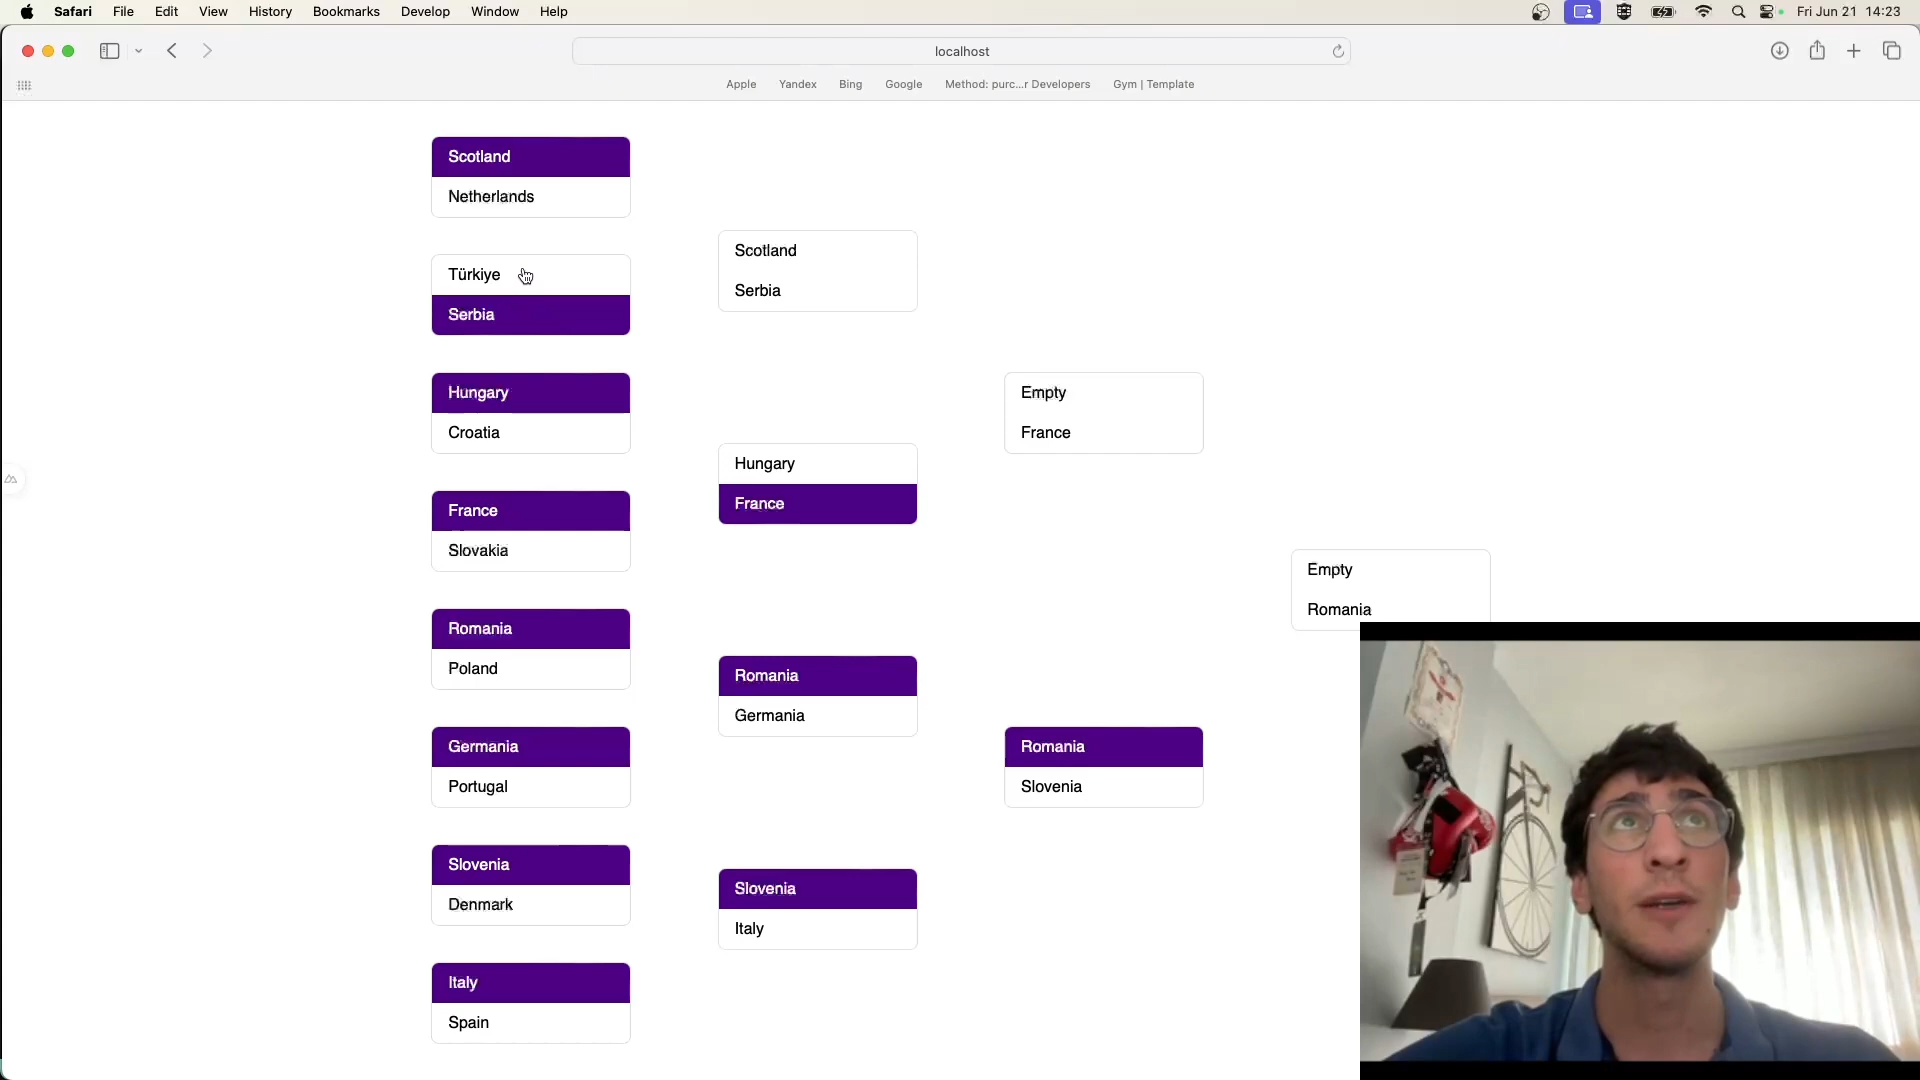 Safari File Edit View History Bookmarks Develop Window Help Fri Jun 21 14:23
localhost
Apple Yandex Bing Google Method: purc...r Developers Gym | Template
Scotland
Netherlands
Türkiye
Serbia
Hungary
Croatia
France
Slovakia
Romania
Poland
Germania
Portugal
Slovenia
Denmark
Italy
Spain
Scotland
Serbia
Hungary
France
Romania
Germania
Slovenia
Italy
Empty
France
Romania
Slovenia
Empty
Romania